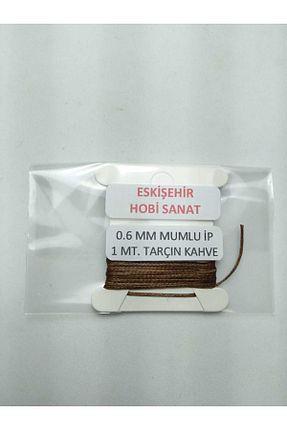 ESKİŞEHİR
HOBİ SANAT
0.6 MM MUMLU İP
1 MT. TARÇIN KAHVE